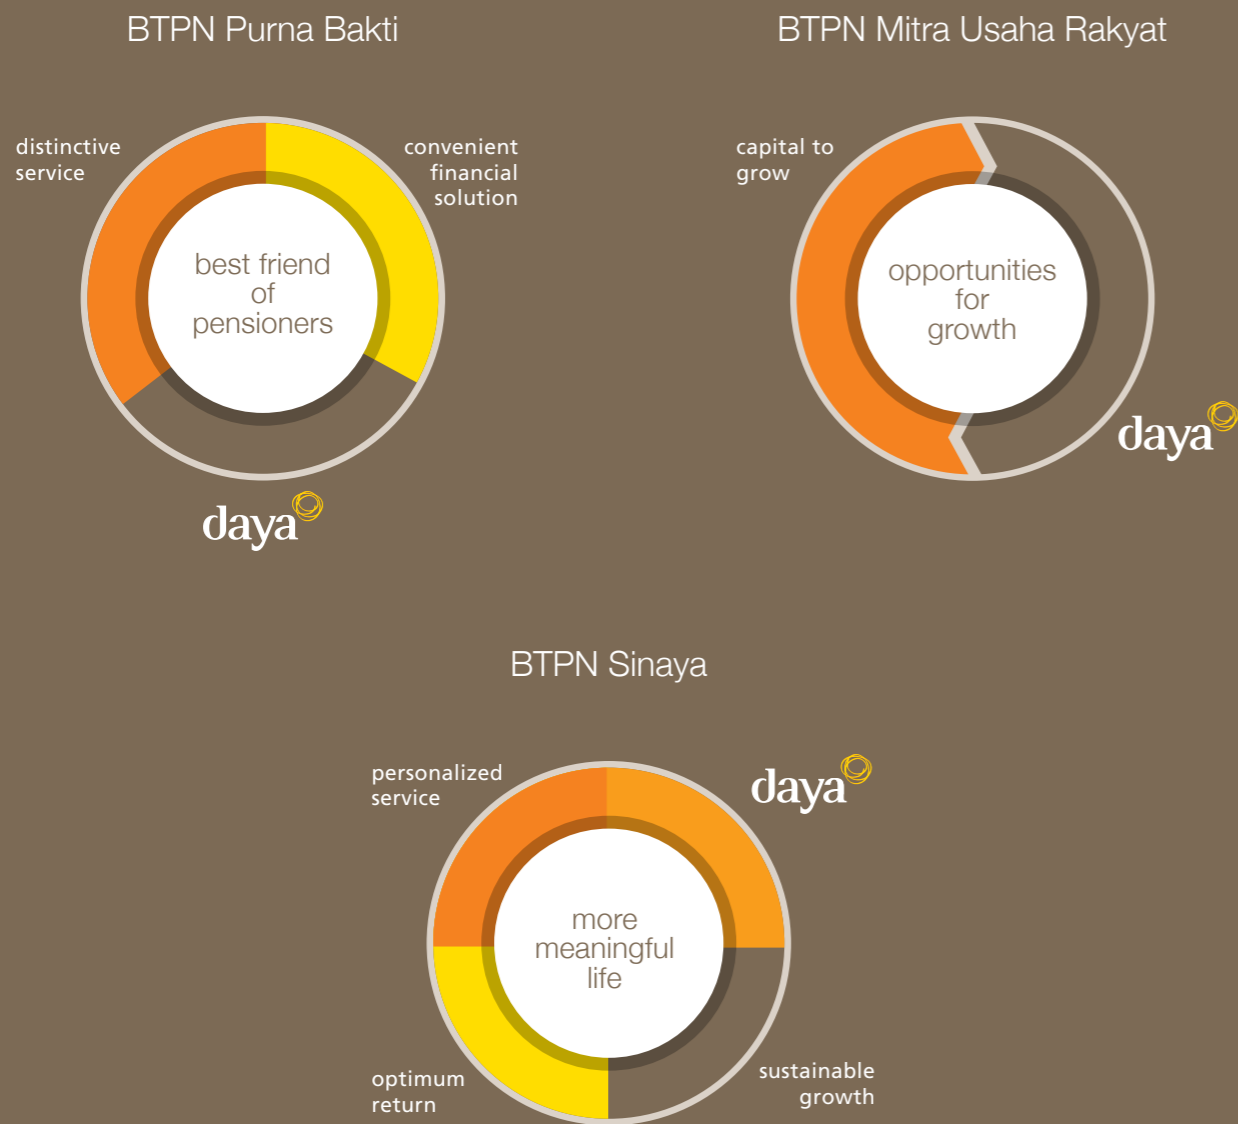 BTPN Purna Bakti
distinctive
service
convenient
financial
solution
best friend
of
pensioners
daya
BTPN Mitra Usaha Rakyat
capital to
grow
opportunities
for
growth
daya
BTPN Sinaya
personalized
service
daya
more
meaningful
life
optimum
return
sustainable
growth